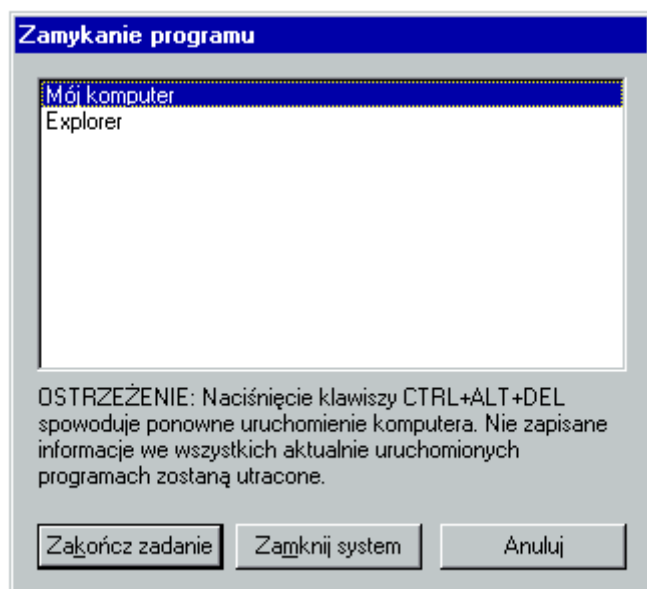 Zamykanie programu
Mój komputer
Explorer
OSTRZEŻENIE: Naciśnięcie klawiszy CTRL+ALT+DEL
spowoduje ponowne uruchomienie komputera. Nie zapisane
informacje we wszystkich aktualnie uruchomionych
programach zostaną utracone.
Zakończ zadanie
Zamknij system
Anuluj